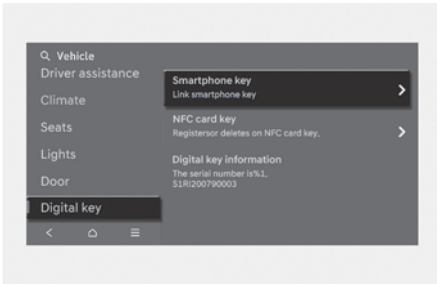 Vehicle
Driver assistance
Climate
Seats
Lights
Door
Digital key
Smartphone key
Link smartphone key
NFC card key
Registersor deletes on NFC card key,
Digital key information
The serial number is%1,
S1RI200790003